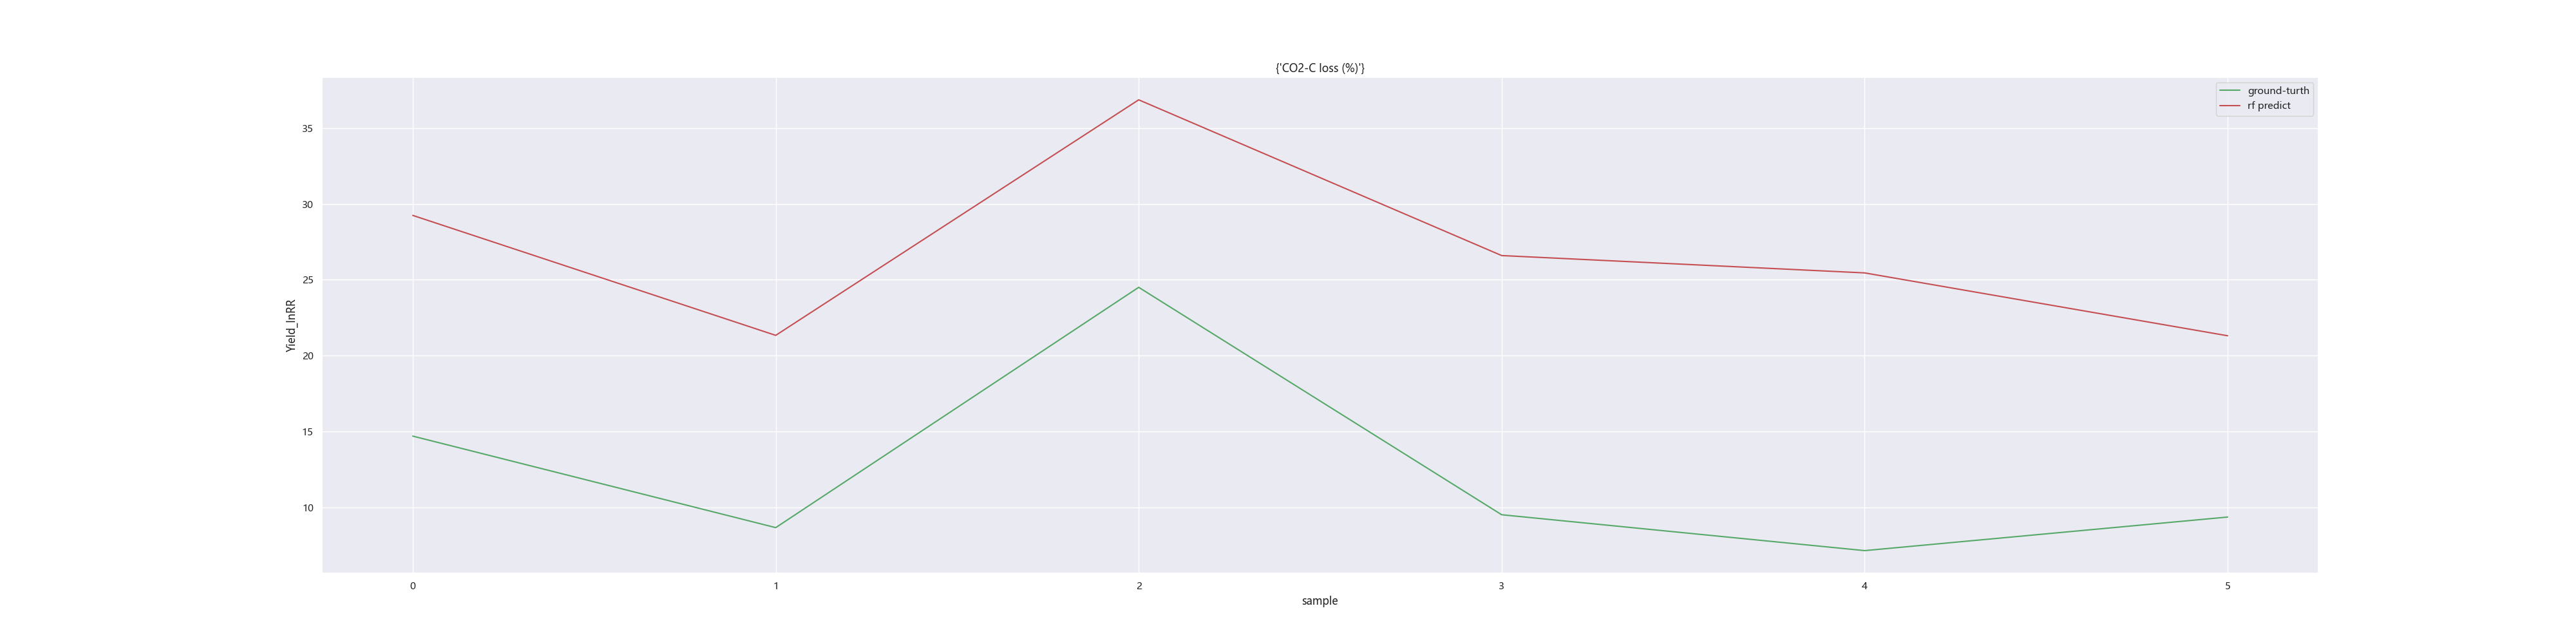 {'CO2-C loss (%)'}
ground-turth
rf predict
Yield_lnRR
35
30
25
20
15
10
0 1 2 3 4 5
sample